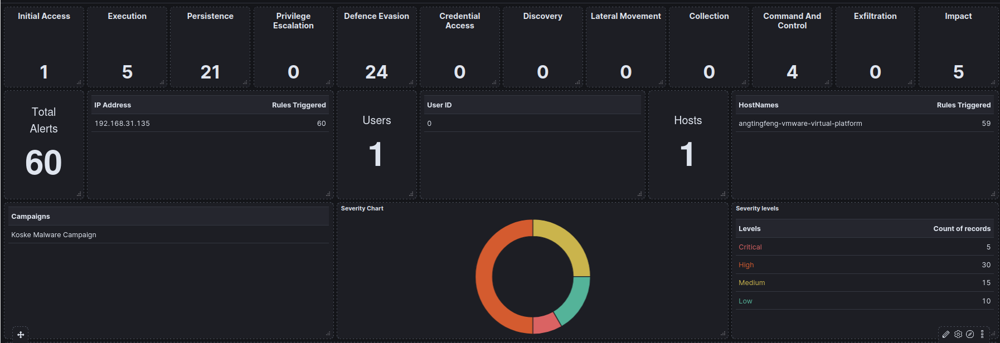 Initial Access
Execution
Persistence
Privilege
Escalation
Defence Evasion
Credential
Access
Discovery
Lateral Movement
Collection
Command And
Control
Exfiltration
Impact
1
5
21
0
24
0
0
0
0
4
0
5
Total
Alerts
60
IP Address Rules Triggered
192.168.31.135 60
Users
1
User ID
0
Hosts
1
HostNames Rules Triggered
angtingfeng-vmware-virtual-platform 59
Campaigns
Koske Malware Campaign
Severity Chart
Severity levels
Levels Count of records
Critical 5
High 30
Medium 15
Low 10